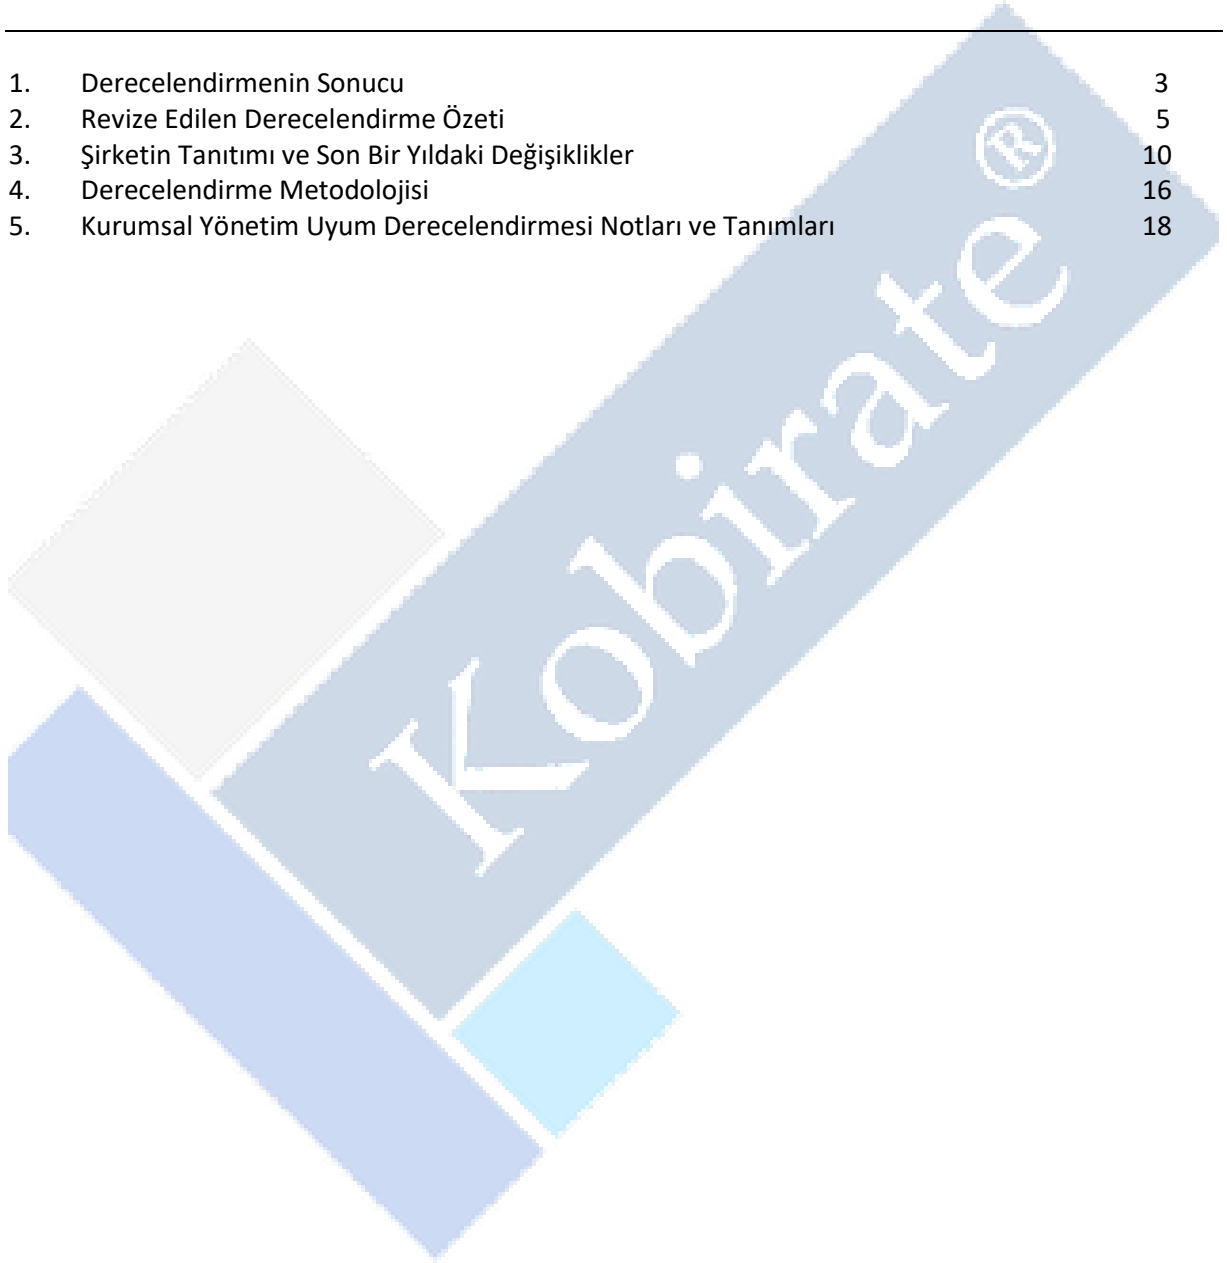 1. Derecelendirmenin Sonucu 3
2. Revize Edilen Derecelendirme Özeti 5
3. Şirketin Tanıtımı ve Son Bir Yıldaki Değişiklikler 10
4. Derecelendirme Metodolojisi 16
5. Kurumsal Yönetim Uyum Derecelendirmesi Notları ve Tanımları 18
Kobirate ®